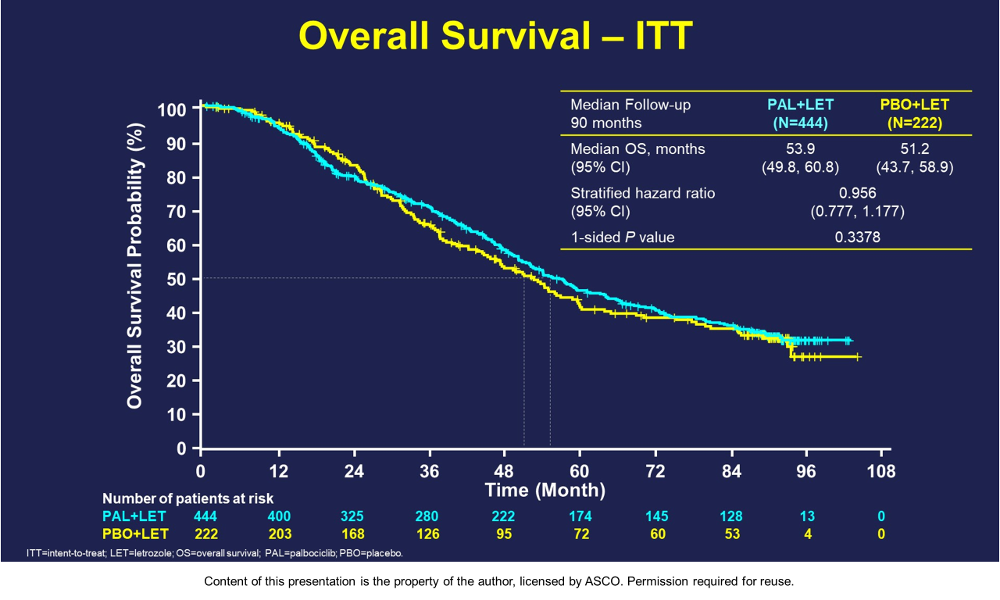 Overall Survival – ITT
Median Follow-up PAL+LET PBO+LET
90 months (N=444) (N=222)
Median OS, months 53.9 51.2
(95% CI) (49.8, 60.8) (43.7, 58.9)
Stratified hazard ratio 0.956
(95% CI) (0.777, 1.177)
1-sided P value 0.3378
Overall Survival Probability (%)
100
90
80
70
60
50
40
30
20
10
0
0 12 24 36 48 60 72 84 96 108
Time (Month)
Number of patients at risk
PAL+LET 444 400 325 280 222 174 145 128 13 0
PBO+LET 222 203 168 126 95 72 60 53 4 0
ITT=intent-to-treat; LET=letrozole; OS=overall survival; PAL=palbociclib; PBO=placebo.
Content of this presentation is the property of the author, licensed by ASCO. Permission required for reuse.